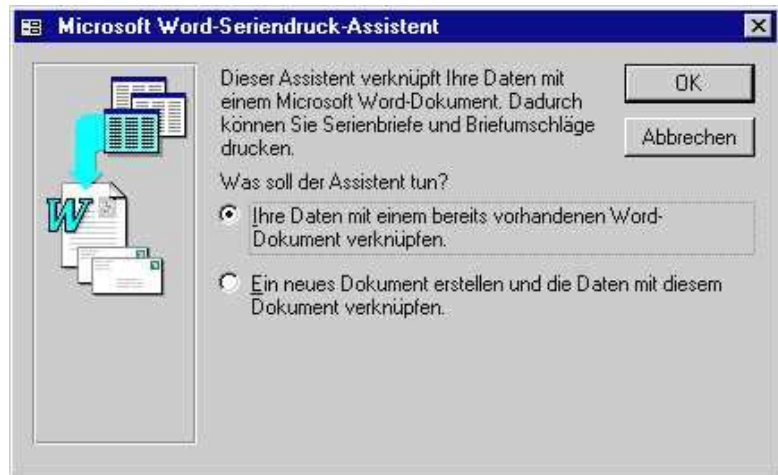 Microsoft Word-Seriendruck-Assistent
Dieser Assistent verknüpft Ihre Daten mit
einem Microsoft Word-Dokument. Dadurch
können Sie Serienbriefe und Briefumschläge
drucken.
OK
Abbrechen
Was soll der Assistent tun?
Ihre Daten mit einem bereits vorhandenen Word-
Dokument verknüpfen.
Ein neues Dokument erstellen und die Daten mit diesem
Dokument verknüpfen.
W